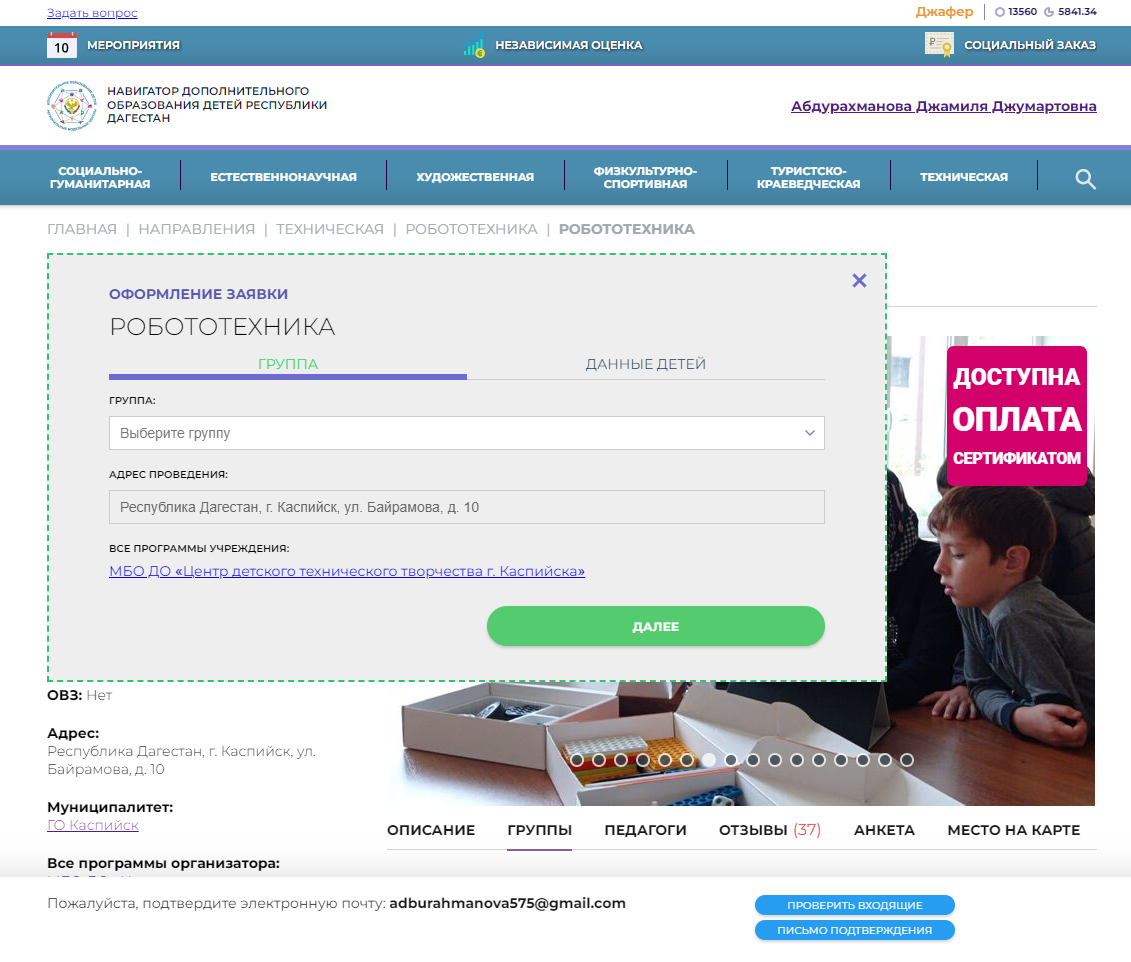 Задать вопрос
Джафер 13560 5841.34
10 МЕРОПРИЯТИЯ
НЕЗАВИСИМАЯ ОЦЕНКА
СОЦИАЛЬНЫЙ ЗАКАЗ
НАВИГАТОР ДОПОЛНИТЕЛЬНОГО
ОБРАЗОВАНИЯ ДЕТЕЙ РЕСПУБЛИКИ
ДАГЕСТАН
Абдурахманова Джамиля Джумартовна
СОЦИАЛЬНО-
ГУМАНИТАРНАЯ
ЕСТЕСТВЕННОНАУЧНАЯ
ХУДОЖЕСТВЕННАЯ
ФИЗКУЛЬТУРНО-
СПОРТИВНАЯ
ТУРИСТСКО-
КРАЕВЕДЧЕСКАЯ
ТЕХНИЧЕСКАЯ
ГЛАВНАЯ | НАПРАВЛЕНИЯ | ТЕХНИЧЕСКАЯ | РОБОТОТЕХНИКА | РОБОТОТЕХНИКА
ОФОРМЛЕНИЕ ЗАЯВКИ
РОБОТОТЕХНИКА
ГРУППА
ДАННЫЕ ДЕТЕЙ
ГРУППА:
Выберите группу
АДРЕС ПРОВЕДЕНИЯ:
Республика Дагестан, г. Каспийск, ул. Байрамова, д. 10
ВСЕ ПРОГРАММЫ УЧРЕЖДЕНИЯ:
МБО ДО «Центр детского технического творчества г. Каспийска»
ДАЛЕЕ
ДОСТУПНА
ОПЛАТА
СЕРТИФИКАТОМ
ОВЗ: Нет
Адрес:
Республика Дагестан, г. Каспийск, ул.
Байрамова, д. 10
Муниципалитет:
ГО Каспийск
Все программы организатора:
ОПИСАНИЕ ГРУППЫ ПЕДАГОГИ ОТЗЫВЫ (37) АНКЕТА МЕСТО НА КАРТЕ
Пожалуйста, подтвердите электронную почту: adburahmanova575@gmail.com
ПРОВЕРИТЬ ВХОДЯЩИЕ
ПИСЬМО ПОДТВЕРЖДЕНИЯ